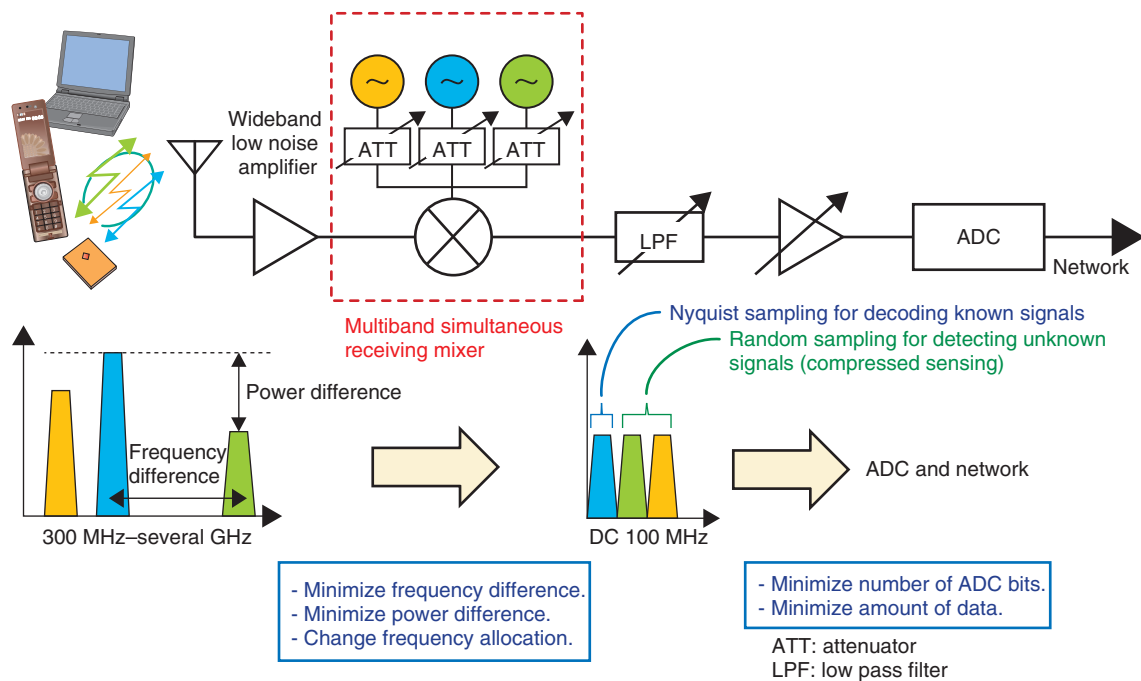 Wideband
low noise
amplifier
ATT
ATT
ATT
LPF
ADC
Network
Multiband simultaneous
receiving mixer
Nyquist sampling for decoding known signals
Random sampling for detecting unknown
signals (compressed sensing)
Power difference
Frequency
difference
300 MHz–several GHz
DC 100 MHz
ADC and network
- Minimize frequency difference.
- Minimize power difference.
- Change frequency allocation.
- Minimize number of ADC bits.
- Minimize amount of data.
ATT: attenuator
LPF: low pass filter